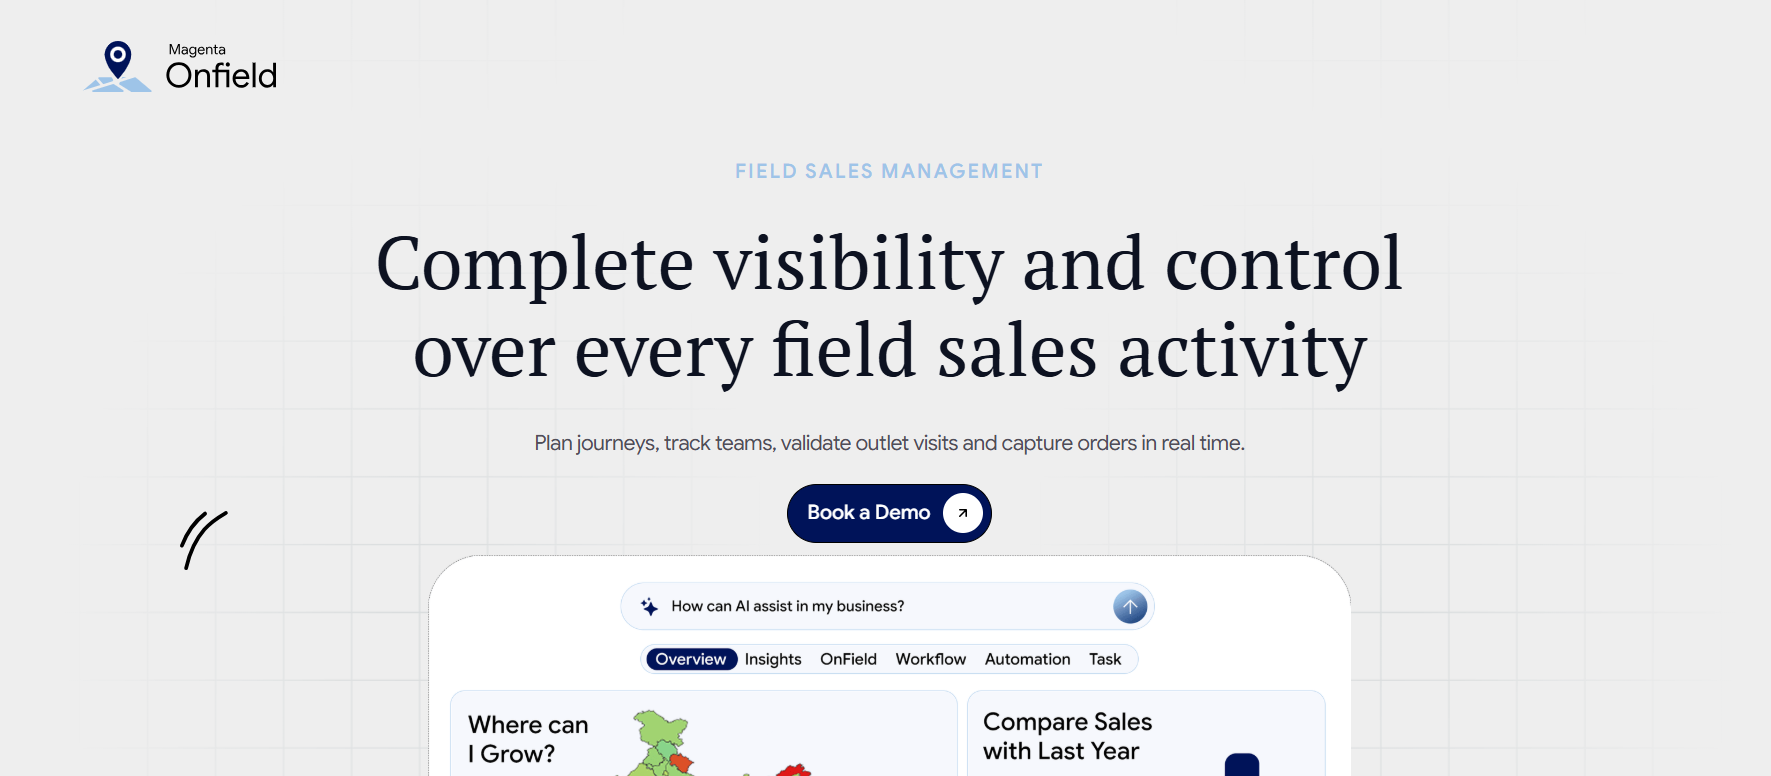 Magenta
Onfield
FIELD SALES MANAGEMENT
Complete visibility and control
over every field sales activity
Plan journeys, track teams, validate outlet visits and capture orders in real time.
Book a Demo
How can AI assist in my business?
Overview Insights OnField Workflow Automation Task
Where can
I Grow?
Compare Sales
with Last Year